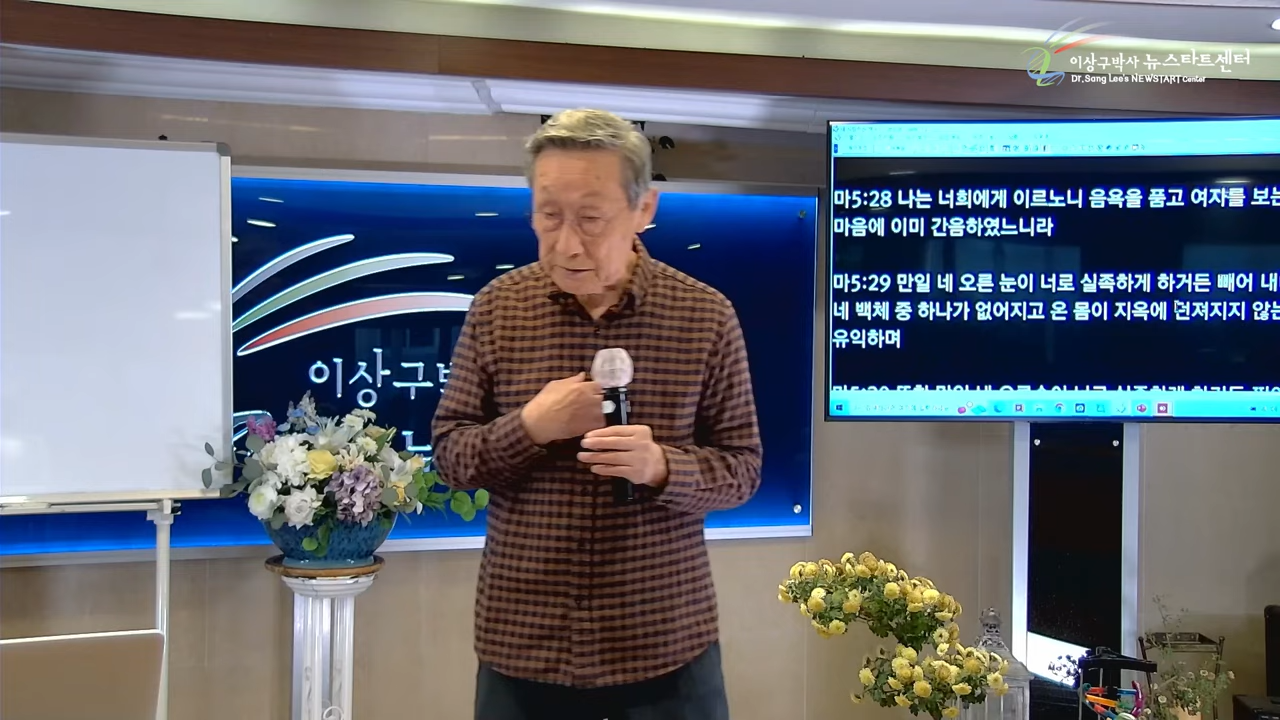 이상구박사 뉴스타트센터
Dr. Sang Lee's NEWSTART Center
마5:28 나는 너희에게 이르노니 음욕을 품고 여자를 보는
마음에 이미 간음하였느니라
마5:29 만일 네 오른 눈이 너로 실족하게 하거든 빼어 내
네 백체 중 하나가 없어지고 온 몸이 지옥에 던져지지 않는
유익하며
이상구